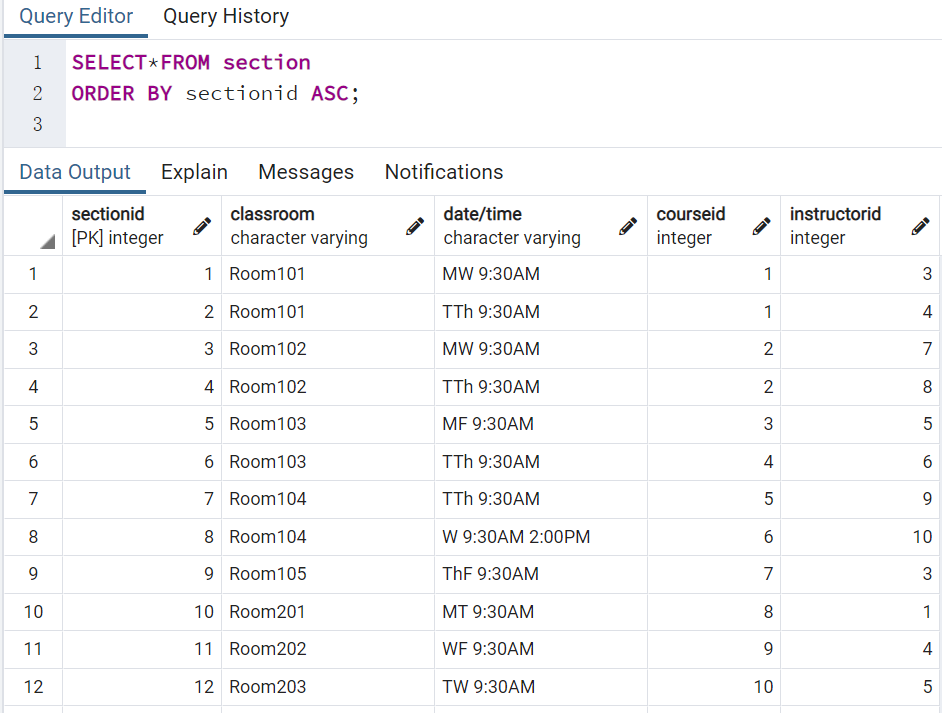 Query Editor Query History
1 SELECT*FROM section
2 ORDER BY sectionid ASC;
3
Data Output Explain Messages Notifications
sectionid classroom date/time courseid instructorid
[PK] integer character varying character varying integer integer
1 1 Room101 MW 9:30AM 1 3
2 2 Room101 TTh 9:30AM 1 4
3 3 Room102 MW 9:30AM 2 7
4 4 Room102 TTh 9:30AM 2 8
5 5 Room103 MF 9:30AM 3 5
6 6 Room103 TTh 9:30AM 4 6
7 7 Room104 TTh 9:30AM 5 9
8 8 Room104 W 9:30AM 2:00PM 6 10
9 9 Room105 ThF 9:30AM 7 3
10 10 Room201 MT 9:30AM 8 1
11 11 Room202 WF 9:30AM 9 4
12 12 Room203 TW 9:30AM 10 5